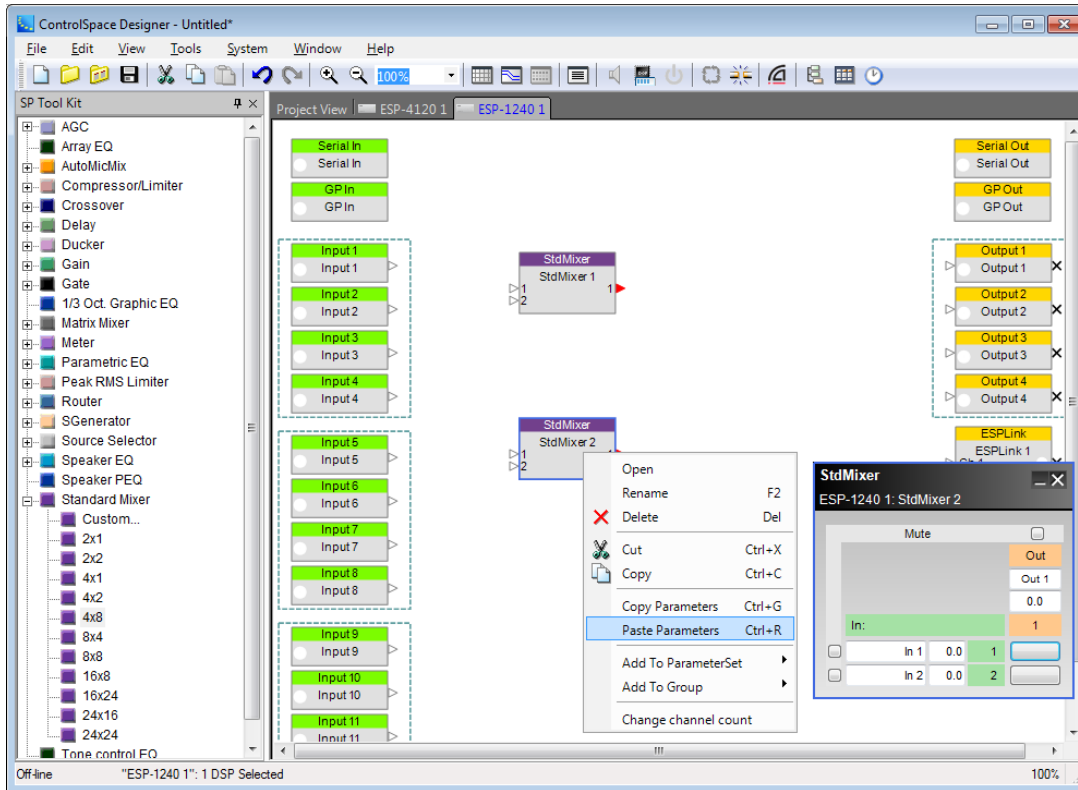 ControlSpace Designer - Untitled*
File Edit View Tools System Window Help
100%
SP Tool Kit
AGC
Array EQ
AutoMicMix
Compressor/Limiter
Crossover
Delay
Ducker
Gain
Gate
1/3 Oct. Graphic EQ
Matrix Mixer
Meter
Parametric EQ
Peak RMS Limiter
Router
SGenerator
Source Selector
Speaker EQ
Speaker PEQ
Standard Mixer
Custom...
2x1
2x2
4x1
4x2
4x8
8x4
8x8
16x8
16x24
24x16
24x24
Tone control EQ
Project View ESP-4120 1 ESP-1240 1
Serial In
Serial In
GP In
GP In
Input 1
Input 1
Input 2
Input 2
Input 3
Input 3
Input 4
Input 4
Input 5
Input 5
Input 6
Input 6
Input 7
Input 7
Input 8
Input 8
Input 9
Input 9
Input 10
Input 10
Input 11
Input 11
StdMixer
StdMixer 1
1 1
2
StdMixer
StdMixer 2
1 1
2
Serial Out
Serial Out
GP Out
GP Out
Output 1
Output 1
Output 2
Output 2
Output 3
Output 3
Output 4
Output 4
ESPLink
ESPLink 1
Ch 1
Open
Rename F2
Delete Del
Cut Ctrl+X
Copy Ctrl+C
Copy Parameters Ctrl+G
Paste Parameters Ctrl+R
Add To ParameterSet
Add To Group
Change channel count
StdMixer
ESP-1240 1: StdMixer 2
Mute
Out
Out 1
0.0
In: 1
In 1 0.0 1
In 2 0.0 2
Off-line "ESP-1240 1": 1 DSP Selected 100%